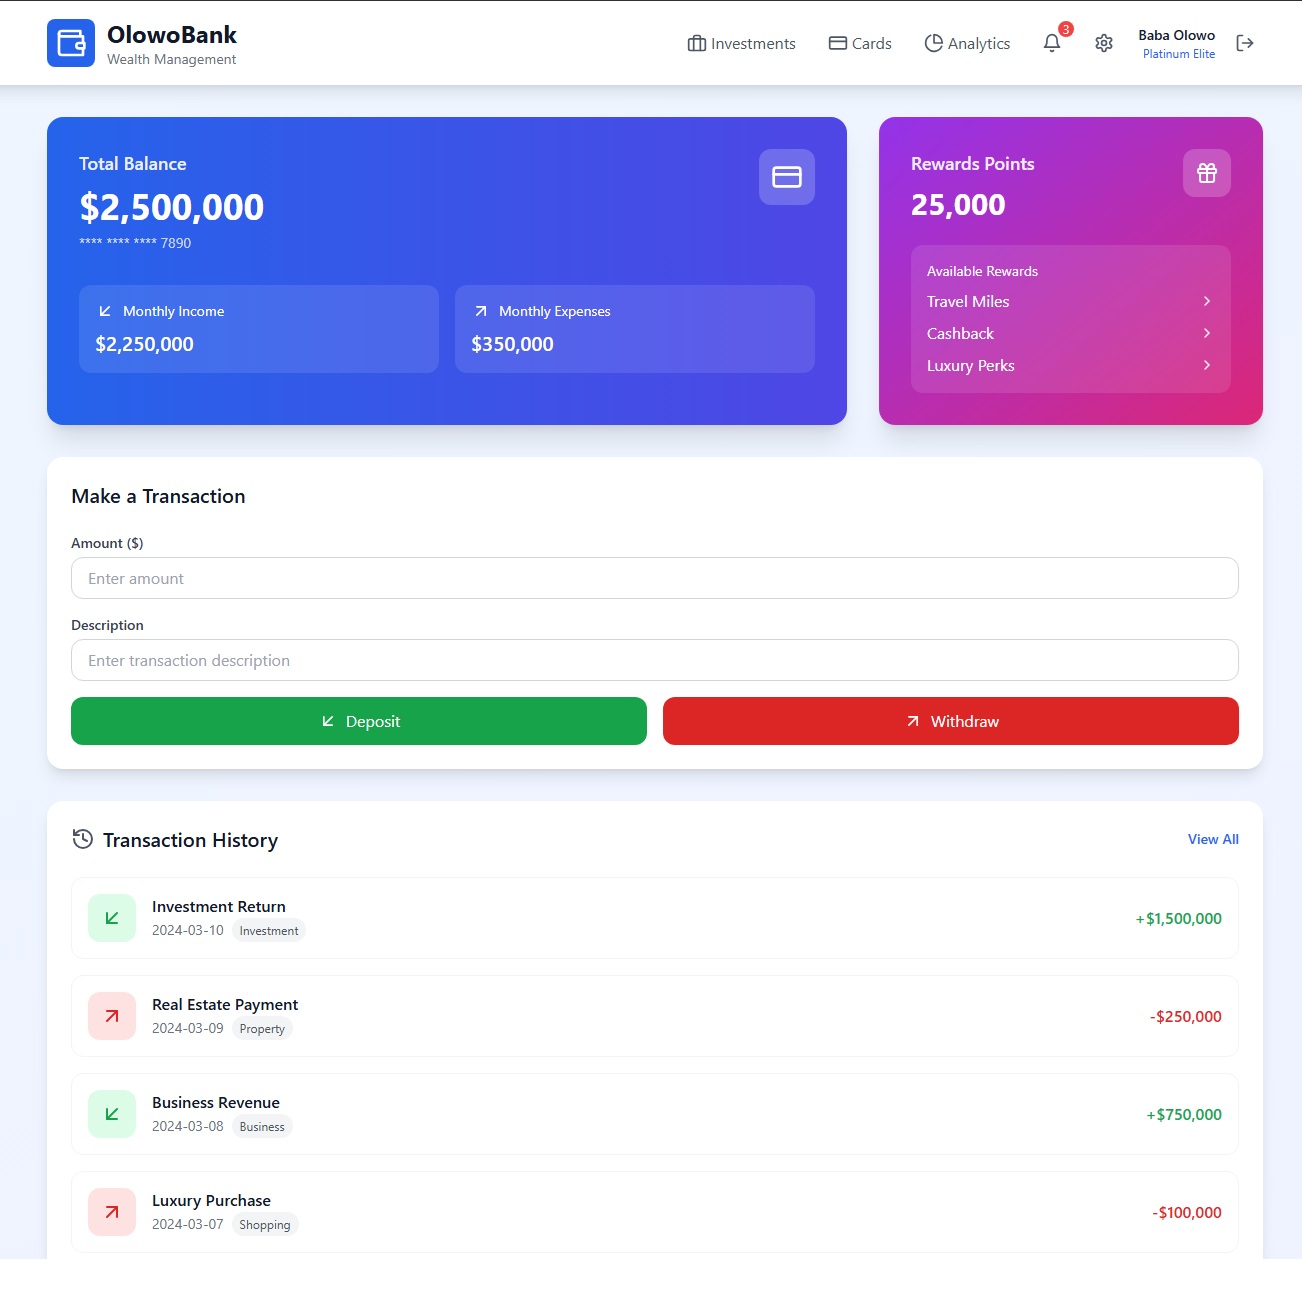 OlowoBank
Wealth Management
Investments
Cards
Analytics
3
Baba Olowo
Platinum Elite
Total Balance
$2,500,000
**** **** **** 7890
Monthly Income
$2,250,000
Monthly Expenses
$350,000
Rewards Points
25,000
Available Rewards
Travel Miles
Cashback
Luxury Perks
Make a Transaction
Amount ($)
Enter amount
Description
Enter transaction description
Deposit
Withdraw
Transaction History
View All
Investment Return
2024-03-10 Investment
+$1,500,000
Real Estate Payment
2024-03-09 Property
-$250,000
Business Revenue
2024-03-08 Business
+$750,000
Luxury Purchase
2024-03-07 Shopping
-$100,000